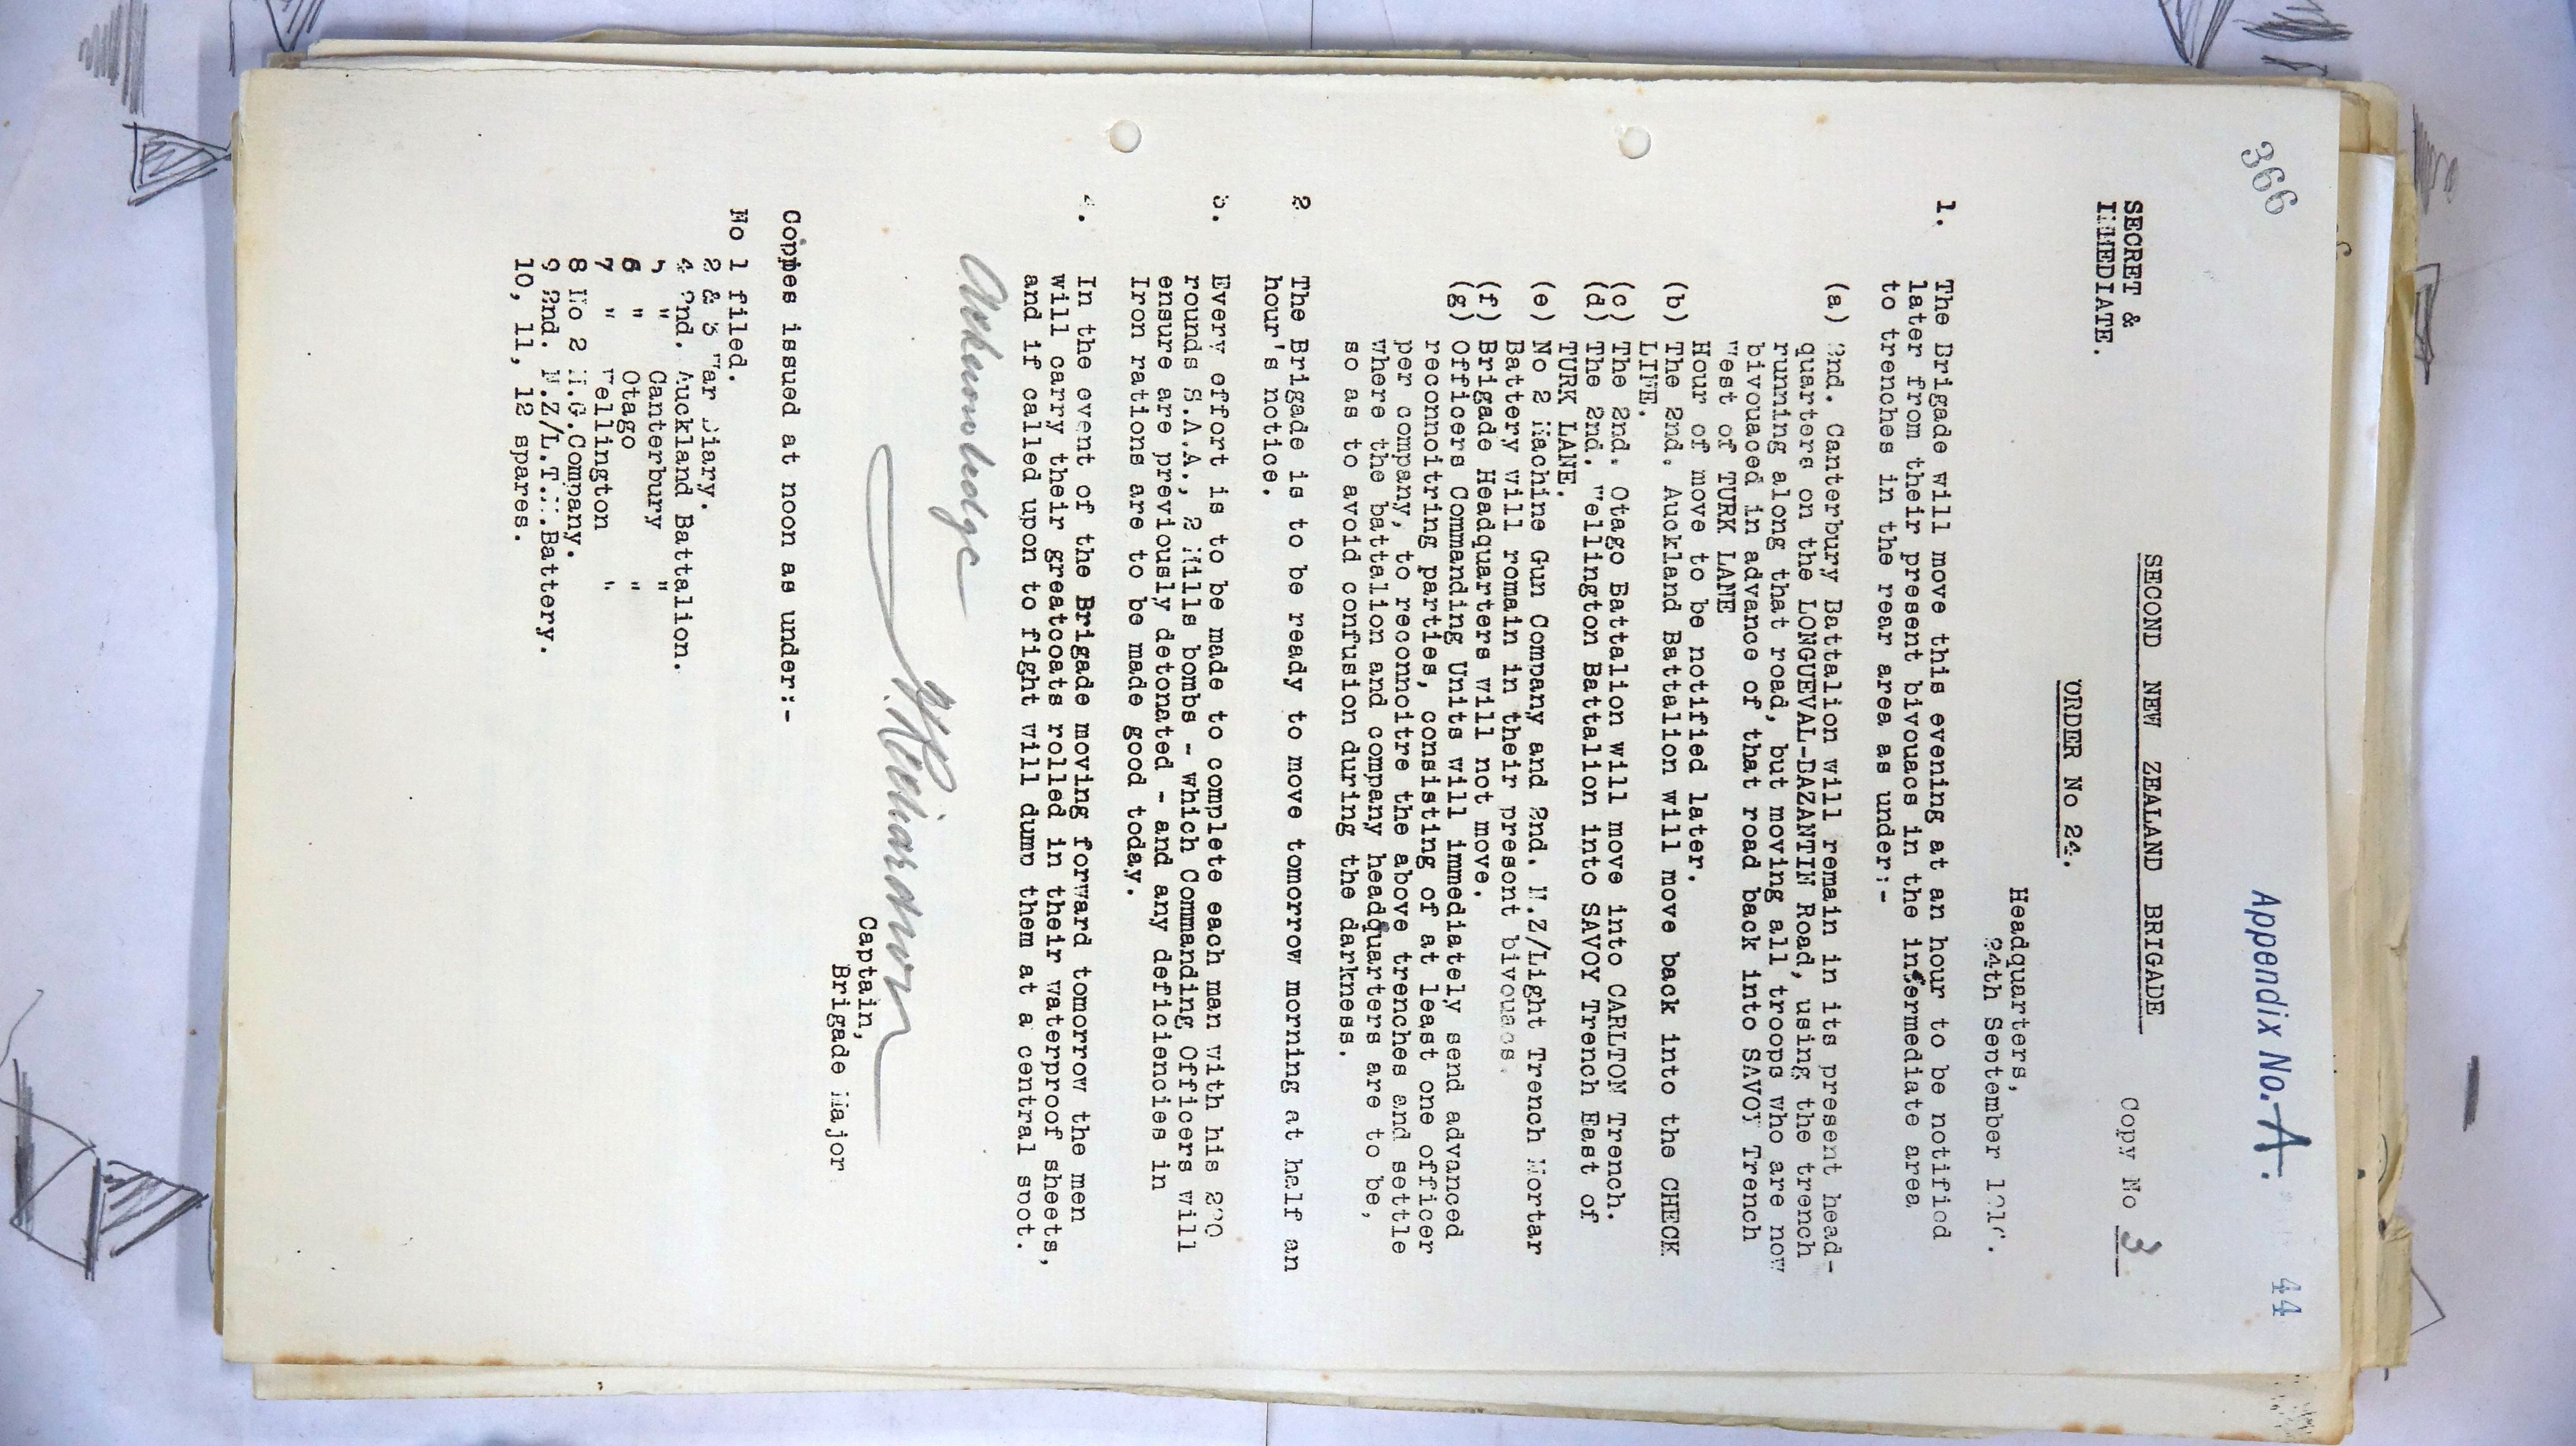 366
Appendix No. A.
44
SECRET &
IMMEDIATE.
SECOND NEW ZEALAND BRIGADE
Copy No 3
ORDER No 24.
Headquarters,
24th September
1. The Brigade will move this evening at an hour to be notified
later from their present bivouacs in the intermediate area
to trenches in the rear area as under:-
(a) 2nd. Canterbury Battalion will remain in its present head-
quarters on the LONGUEVAL-BAZANTIN Road, using the trench
running along that road, but moving all troops who are now
bivouaced in advance of that road back into SAVOY Trench
West of TURK LANE
Hour of move to be notified later.
(b) The 2nd. Auckland Battalion will move back into the CHECK
LINE.
(c) The 2nd. Otago Battalion will move into CARLTON Trench.
(d) The 2nd. Wellington Battalion into SAVOY Trench East of
TURK LANE.
(e) No 2 Machine Gun Company and 2nd. N.Z/Light Trench Mortar
Battery will remain in their present bivouacs.
(f) Brigade Headquarters will not move.
(g) Officers Commanding Units will immediately send advanced
reconnoitring parties, consisting of at least one officer
per company, to reconnoitre the above trenches and settle
where the battalion and company headquarters are to be,
so as to avoid confusion during the darkness.
2 The Brigade is to be ready to move tomorrow morning at half an
hour's notice.
3. Every effort is to be made to complete each man with his 220
rounds S.A.A., 2 Mills bombs - which Commanding Officers will
ensure are previously detonated - and any deficiencies in
Iron rations are to be made good today.
4. In the event of the Brigade moving forward tomorrow the men
will carry their greatcoats rolled in their waterproof sheets,
and if called upon to fight will dump them at a central spot.
Acknowledge
H Richardson
Captain,
Brigade Major
Copies issued at noon as under:-
No 1 filed.
2 & 3 War Diary.
4 2nd. Auckland Battalion.
5 " Canterbury "
6 " Otago "
7 " Wellington "
8 No 2 M.G.Company.
9 2nd. N.Z/L.T.M.Battery.
10, 11, 12 spares.